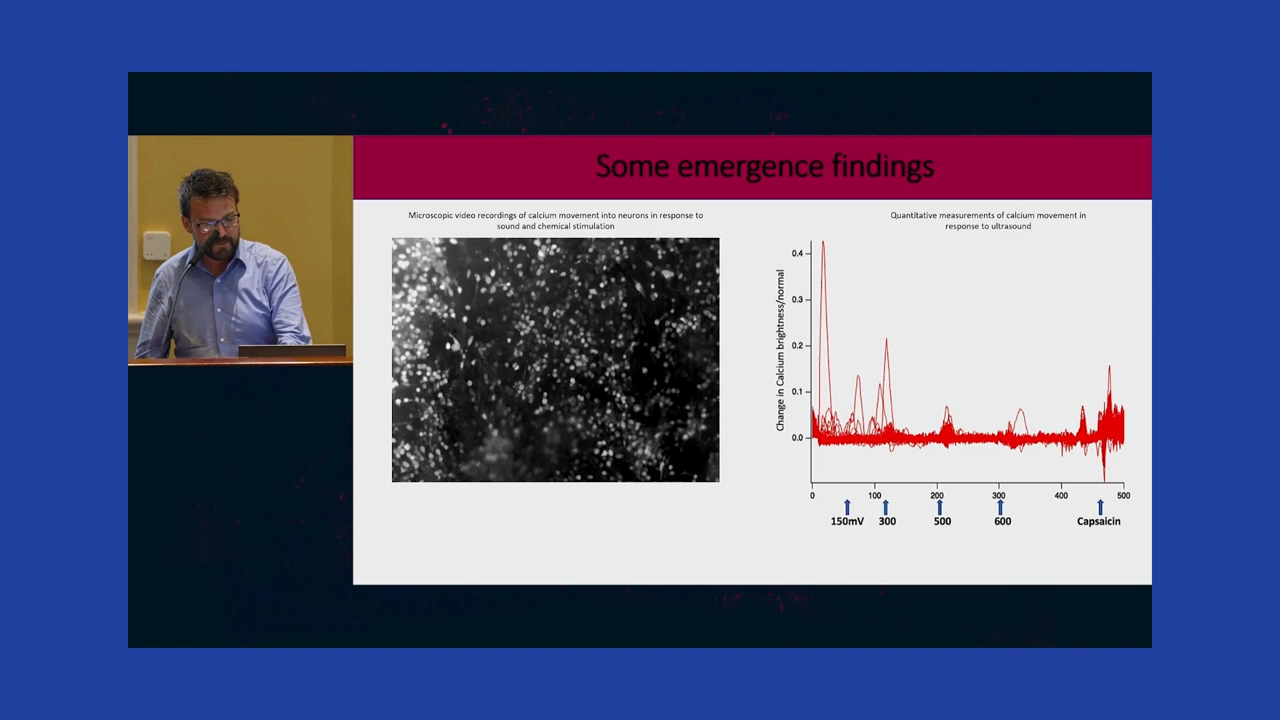 Some emergence findings
Microscopic video recordings of calcium movement into neurons in response to
sound and chemical stimulation
Quantitative measurements of calcium movement in
response to ultrasound
Change in Calcium brightness/normal
0.4
0.3
0.2
0.1
0.0
0 100 200 300 400 500
150mV 300 500 600 Capsaicin